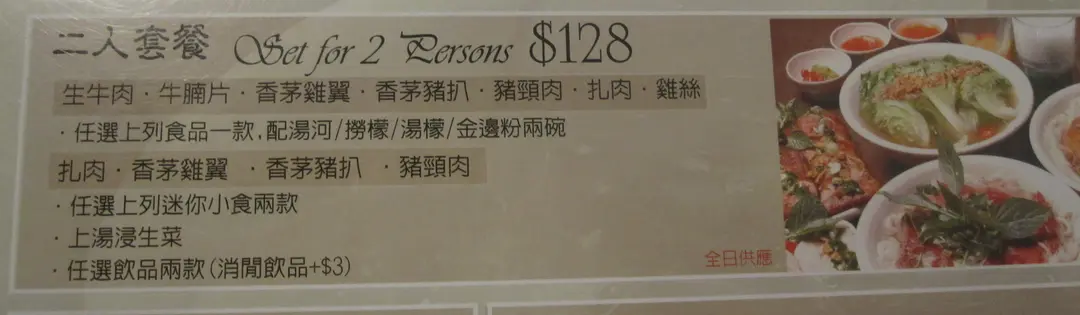 二人套餐 Set for 2 Persons $128
生牛肉·牛腩片·香茅雞翼·香茅豬扒·豬頸肉·扎肉·雞絲
·任選上列食品一款,配湯河/撈檬/湯檬/金邊粉兩碗
扎肉·香茅雞翼 ·香茅豬扒 ·豬頸肉
·任選上列迷你小食兩款
·上湯浸生菜
·任選飲品兩款(消閒飲品+$3)
全日供應